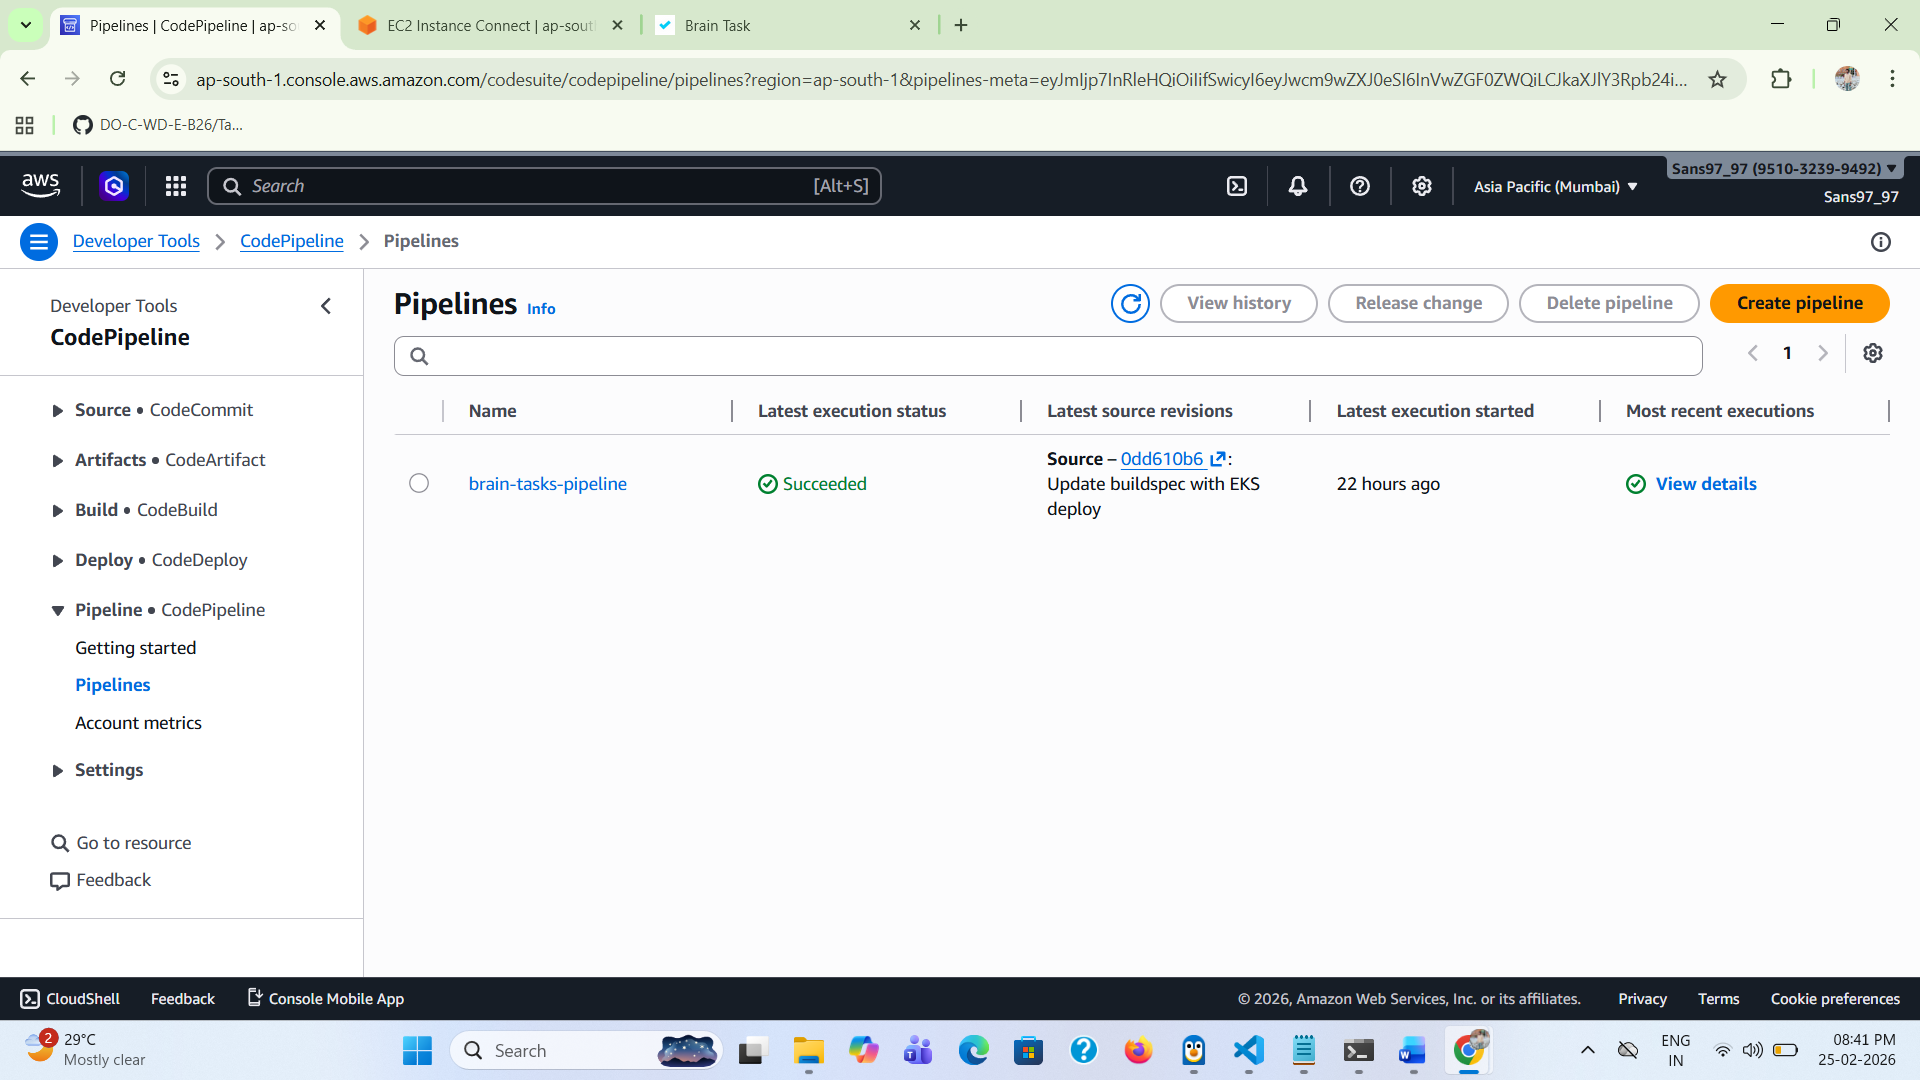 Pipelines | CodePipeline | ap-so
EC2 Instance Connect | ap-sout
Brain Task
ap-south-1.console.aws.amazon.com/codesuite/codepipeline/pipelines?region=ap-south-1&pipelines-meta=eyJmIjp7InRleHQiOiIifSwicyI6eyJwcm9wZXJ0eSI6InVwZGF0ZWQiLCJkaXJlY3Rpb24i...
DO-C-WD-E-B26/Ta...
aws
Search
[Alt+S]
Asia Pacific (Mumbai)
Sans97_97 (9510-3239-9492)
Sans97_97
Developer Tools
CodePipeline
Pipelines
Developer Tools
CodePipeline
Source • CodeCommit
Artifacts • CodeArtifact
Build • CodeBuild
Deploy • CodeDeploy
Pipeline • CodePipeline
Getting started
Pipelines
Account metrics
Settings
Go to resource
Feedback
Pipelines Info
View history
Release change
Delete pipeline
Create pipeline
1
Name
Latest execution status
Latest source revisions
Latest execution started
Most recent executions
brain-tasks-pipeline
Succeeded
Source – 0dd610b6 :
Update buildspec with EKS
deploy
22 hours ago
View details
CloudShell
Feedback
Console Mobile App
© 2026, Amazon Web Services, Inc. or its affiliates.
Privacy
Terms
Cookie preferences
2
29°C
Mostly clear
Search
ENG
IN
08:41 PM
25-02-2026